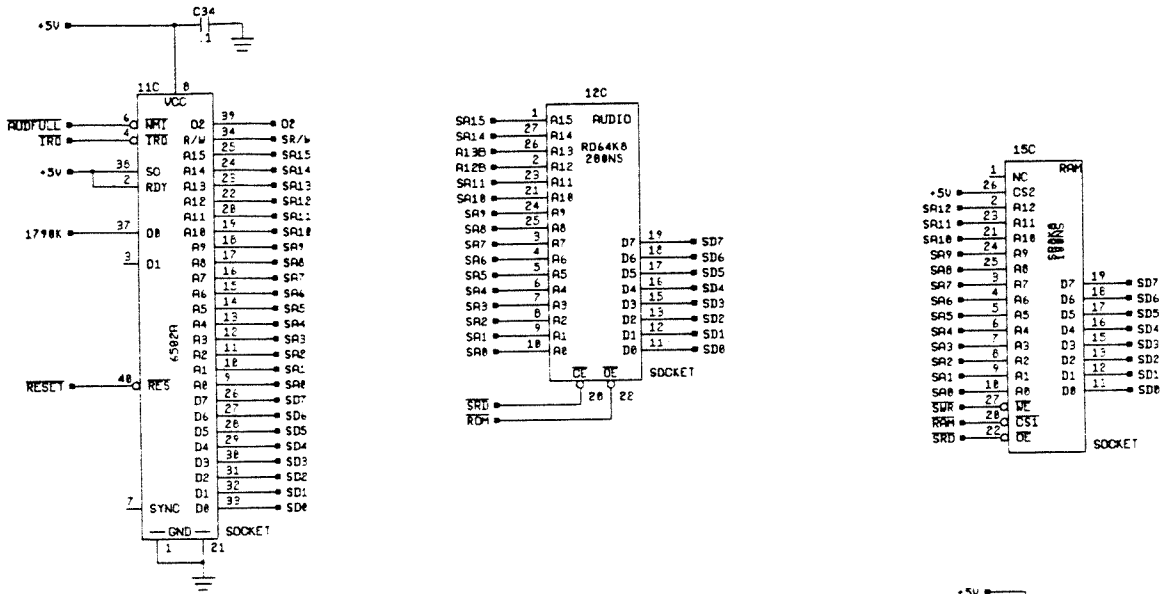 C34
+5V
.1
11C 8
VCC
AUDFULL 6 NMI Ø2 39 Ø2
IRQ 4 IRQ R/W 34 SR/W
A15 25 SA15
+5V 38 SO A14 24 SA14
2 RDY A13 23 SA13
A12 22 SA12
A11 20 SA11
1790K 37 Ø0 A10 19 SA10
A9 18 SA9
3 Ø1 A8 17 SA8
A7 16 SA7
A6 15 SA6
A5 14 SA5
A4 13 SA4
A3 12 SA3
6502A
A2 11 SA2
A1 10 SA1
RESET 40 RES A0 9 SA0
D7 26 SD7
D6 27 SD6
D5 28 SD5
D4 29 SD4
D3 30 SD3
D2 31 SD2
D1 32 SD1
7 SYNC D0 33 SD0
GND SOCKET
1 21
12C
SA15 1 A15 AUDIO
SA14 27 A14
A13B 26 A13 RD64K8
A12B 2 A12 200NS
SA11 23 A11
SA10 21 A10
SA9 24 A9
SA8 25 A8
SA7 3 A7 D7 19 SD7
SA6 4 A6 D6 18 SD6
SA5 5 A5 D5 17 SD5
SA4 6 A4 D4 16 SD4
SA3 7 A3 D3 15 SD3
SA2 8 A2 D2 13 SD2
SA1 9 A1 D1 12 SD1
SA0 10 A0 D0 11 SD0
CE OE SOCKET
20 22
SRD
ROM
15C
1 NC RAM
+5V 26 CS2
SA12 2 A12
SA11 23 A11
SA10 21 A10
SA9 24 A9
SA8 25 A8
SA7 3 A7 D7 19 SD7
SA6 4 A6 D6 18 SD6
SA5 5 A5 D5 17 SD5
SA4 6 A4 D4 16 SD4
SA3 7 A3 D3 15 SD3
SA2 8 A2 D2 13 SD2
SA1 9 A1 D1 12 SD1
SA0 10 A0 D0 11 SD0
SWR 27 WE
RAM 20 CS1
SRD 22 OE
SOCKET
+5V